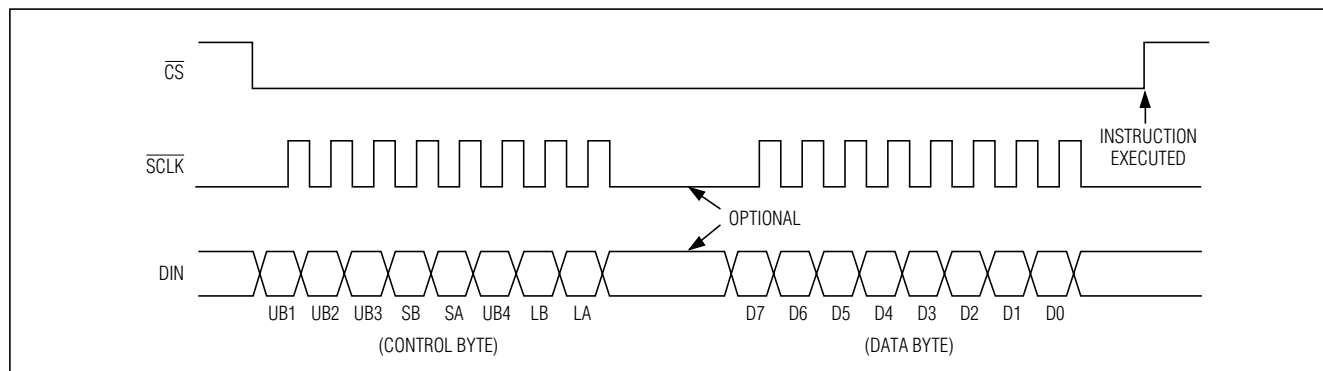 CS
INSTRUCTION
EXECUTED
SCLK
OPTIONAL
DIN
UB1 UB2 UB3 SB SA UB4 LB LA D7 D6 D5 D4 D3 D2 D1 D0
(CONTROL BYTE) (DATA BYTE)